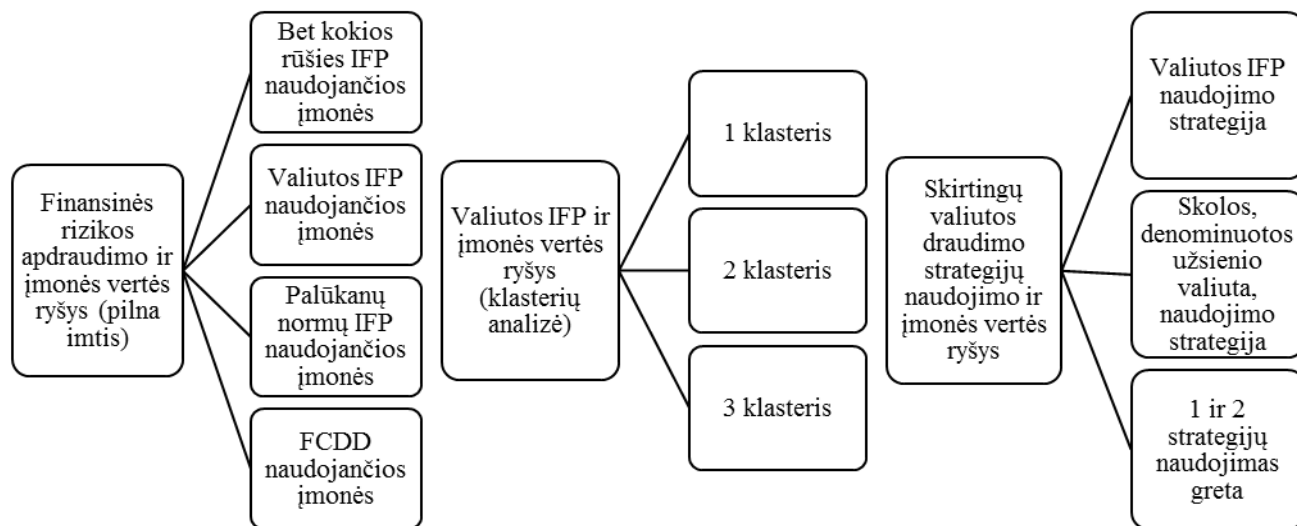 Finansinės
rizikos
apdraudimo ir
įmonės vertės
ryšys (pilna
imtis)
Bet kokios
rūšies IFP
naudojančios
įmonės
Valiutos IFP
naudojančios
įmonės
Palūkanų
normų IFP
naudojančios
įmonės
FCDD
naudojančios
įmonės
Valiutos IFP ir
įmonės vertės
ryšys
(klasterių
analizė)
1 klasteris
2 klasteris
3 klasteris
Skirtingų
valiutos
draudimo
strategijų
naudojimo ir
įmonės vertės
ryšys
Valiutos IFP
naudojimo
strategija
Skolos,
denominuotos
užsienio
valiuta,
naudojimo
strategija
1 ir 2
strategijų
naudojimas
greta